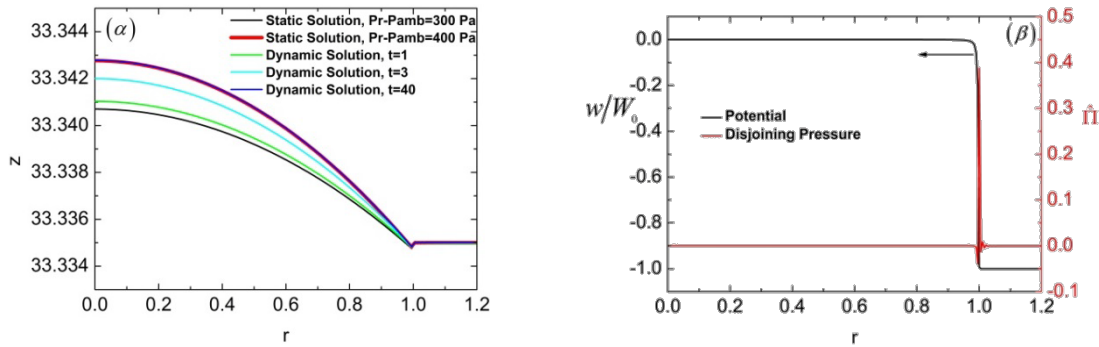 (α)
Static Solution, Pr-Pamb=300 Pa
Static Solution, Pr-Pamb=400 Pa
Dynamic Solution, t=1
Dynamic Solution, t=3
Dynamic Solution, t=40
33.344
33.342
33.340
33.338
33.335
33.334
z
0.0 0.2 0.4 0.6 0.8 1.0 1.2
r
(β)
Potential
Disjoining Pressure
0.0
-0.2
-0.4
-0.6
-0.8
-1.0
w/W₀
0.5
0.4
0.3
0.2
0.1
0.0
-0.1
Π̂
0.0 0.2 0.4 0.6 0.8 1.0 1.2
r